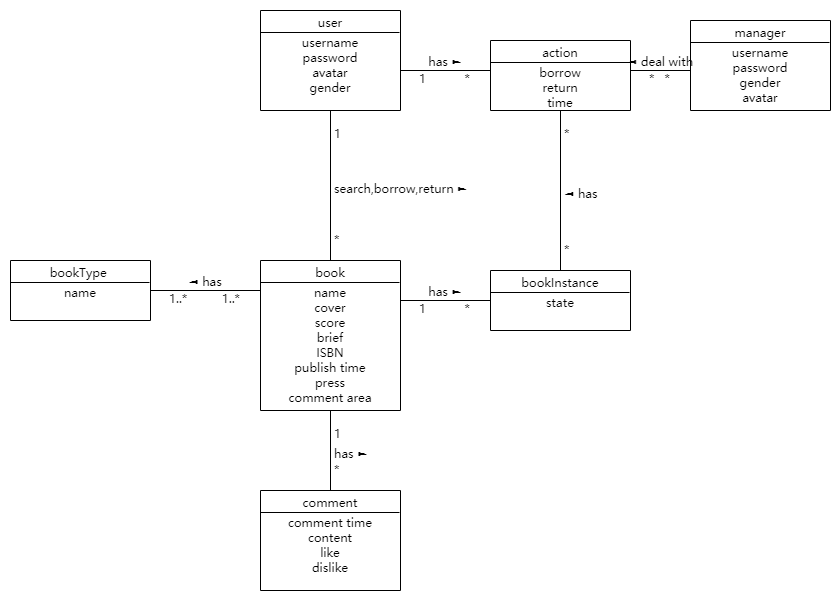 user
username
password
avatar
gender
has ►
1 *
action
borrow
return
time
◄ deal with
* *
manager
username
password
gender
avatar
1
search,borrow,return ►
*
*
◄ has
*
bookType
name
◄ has
1..* 1..*
book
name
cover
score
brief
ISBN
publish time
press
comment area
has ►
1 *
bookInstance
state
1
has ►
*
comment
comment time
content
like
dislike